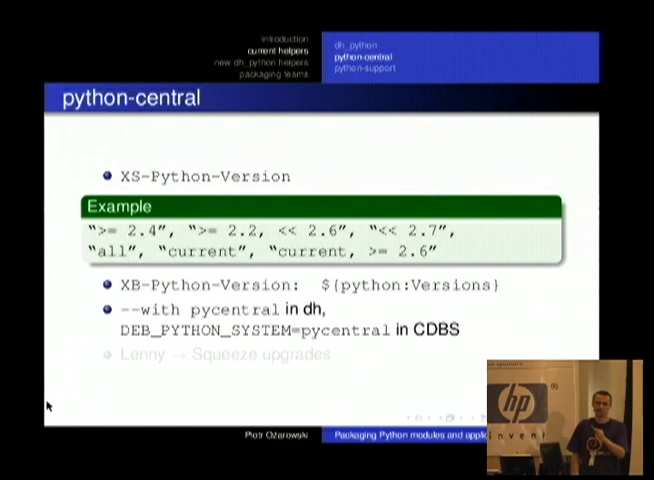 introduction
current helpers
new dh_python helpers
packaging teams
dh_python
python-central
python-support
python-central
XS-Python-Version
Example
">= 2.4", ">= 2.2, << 2.6", "<< 2.7",
"all", "current", "current, >= 2.6"
XB-Python-Version: ${python:Versions}
--with pycentral in dh,
DEB_PYTHON_SYSTEM=pycentral in CDBS
Lenny → Squeeze upgrades
Piotr Ożarowski
Packaging Python modules and applic
hp
®
invent